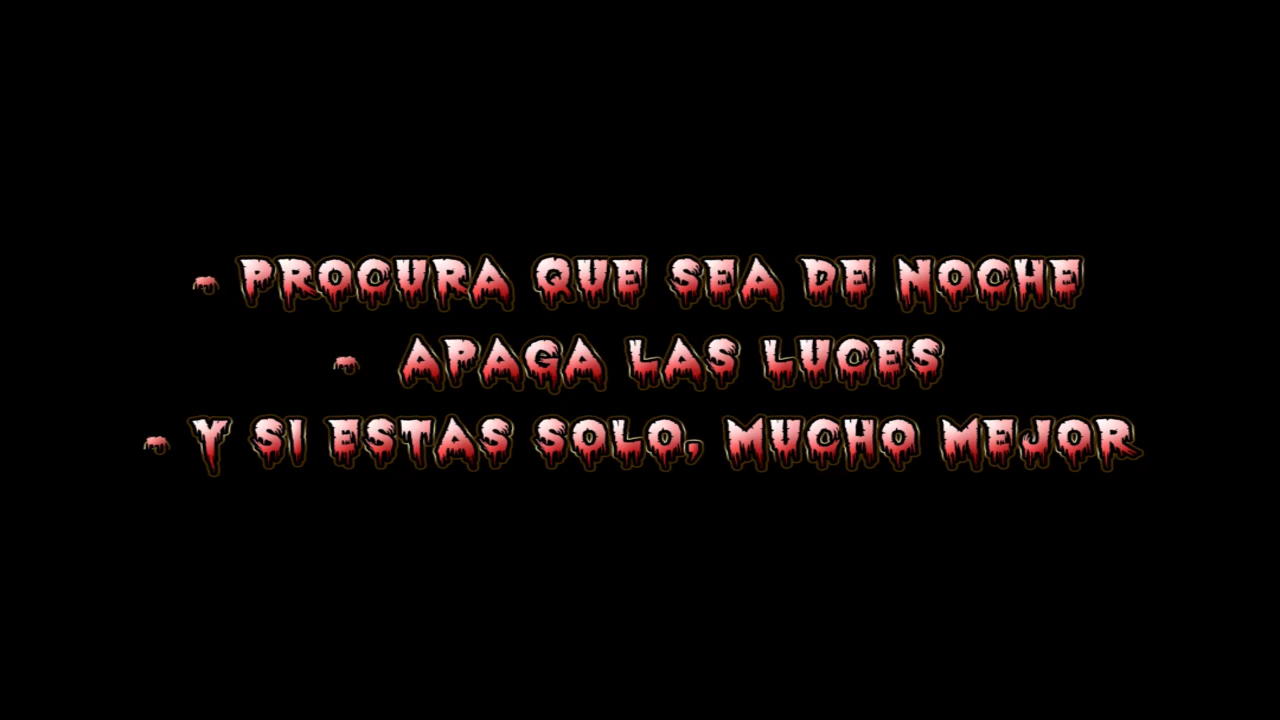 - PROCURA QUE SEA DE NOCHE
- APAGA LAS LUCES
- Y SI ESTAS SOLO, MUCHO MEJOR